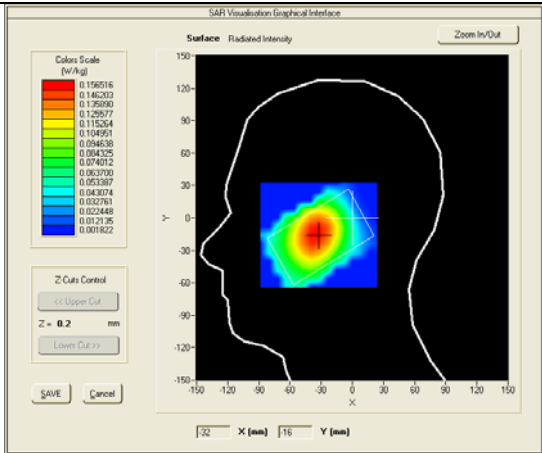 SAR Visualisation Graphical Interface
Surface Radiated Intensity
Zoom In/Out
Colors Scale
(W/kg)
0.156516
0.146203
0.135890
0.125577
0.115264
0.104951
0.094638
0.084325
0.074012
0.063700
0.053387
0.043074
0.032761
0.022448
0.012135
0.001822
Z Cuts Control
<< Upper Cut
Z = 0.2 mm
Lower Cut >>
SAVE Cancel
150-
120-
90-
60-
30-
0-
-30-
-60-
-90-
-120-
-150-
Y
-150 -120 -90 -60 -30 0 30 60 90 120 150
X
-32 X (mm) -16 Y (mm)